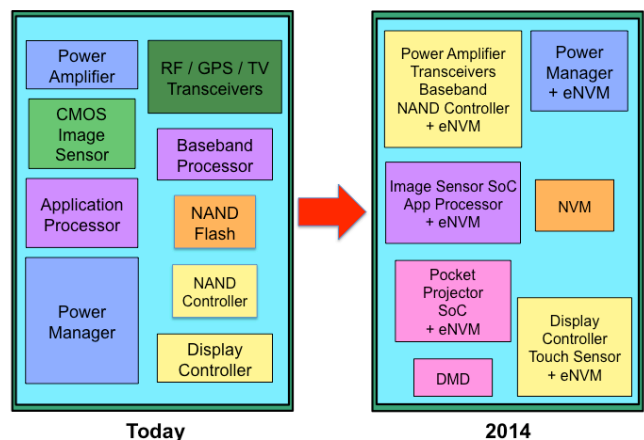 Power
Amplifier
RF / GPS / TV
Transceivers
CMOS
Image
Sensor
Baseband
Processor
Application
Processor
NAND
Flash
Power
Manager
NAND
Controller
Display
Controller
Today
Power Amplifier
Transceivers
Baseband
NAND Controller
+ eNVM
Power
Manager
+ eNVM
Image Sensor SoC
App Processor
+ eNVM
NVM
Pocket
Projector
SoC
+ eNVM
Display
Controller
Touch Sensor
+ eNVM
DMD
2014